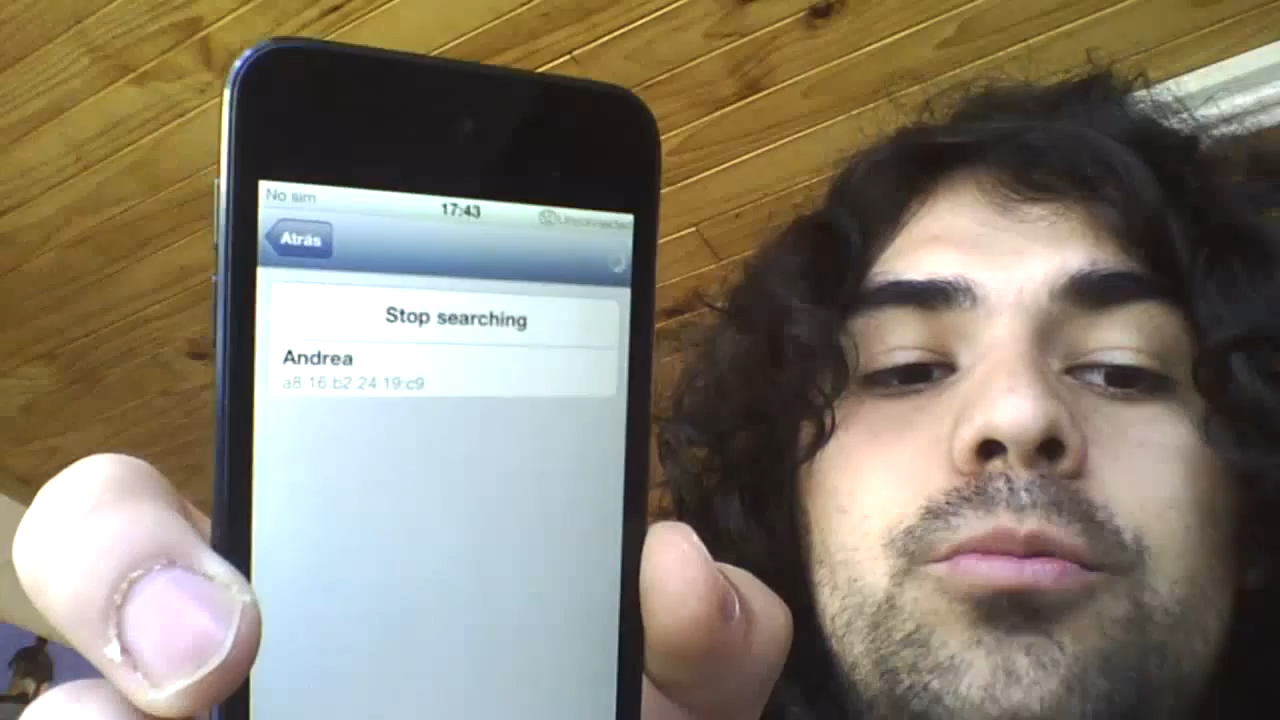 No sim
17:43
Atrás
Stop searching
Andrea
a8:16:b2:24:19:c9